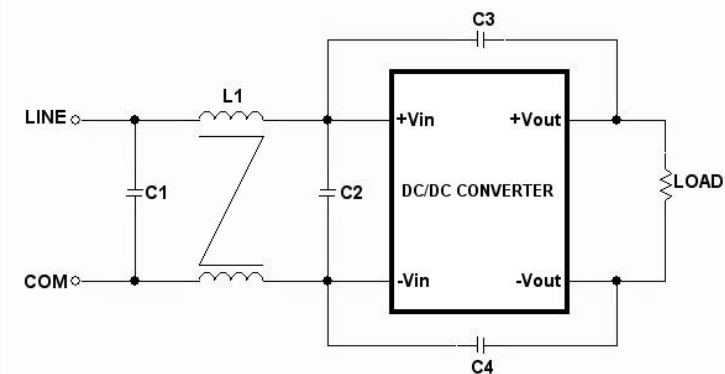 C3
L1
LINE
+Vin
+Vout
C1
C2
DC/DC CONVERTER
LOAD
COM
-Vin
-Vout
C4